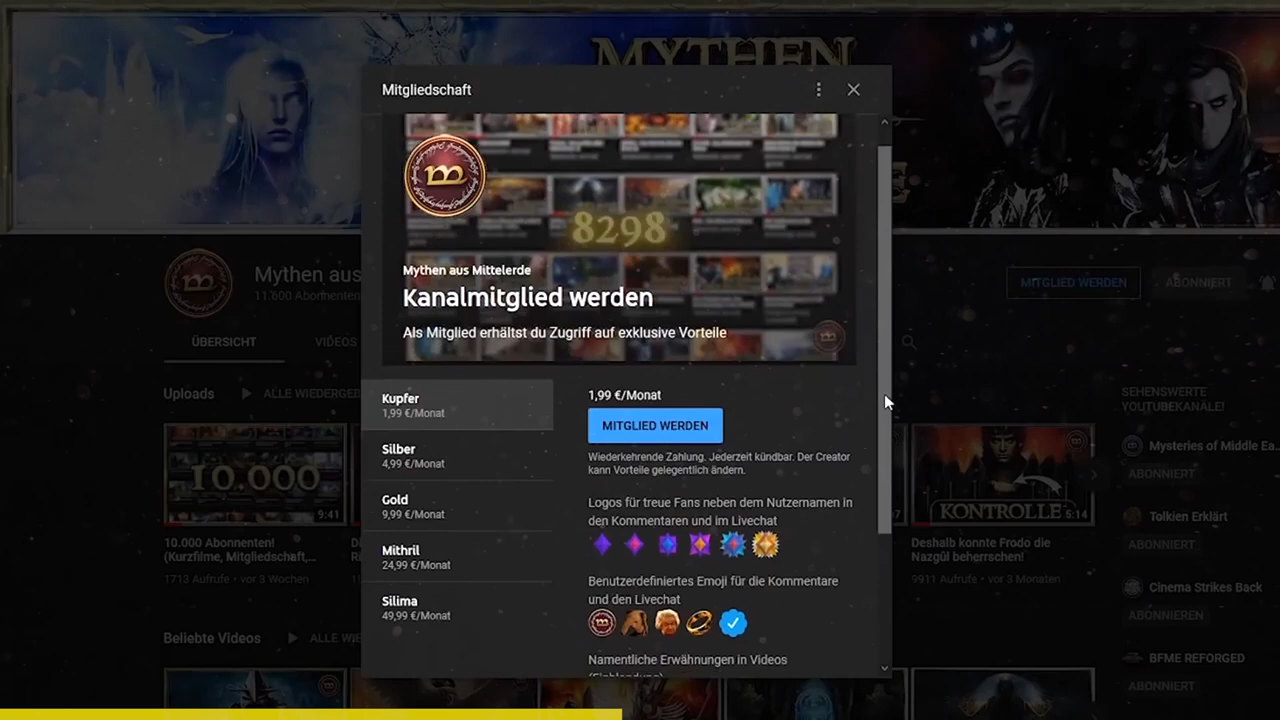 MYTHEN
Mitgliedschaft
8298
Mythen aus Mittelerde
Kanalmitglied werden
Als Mitglied erhältst du Zugriff auf exklusive Vorteile
Mythen aus
11.600 Abonnenten
MITGLIED WERDEN
ABONNIERT
ÜBERSICHT
VIDEOS
Uploads
ALLE WIEDERGEB
Kupfer
1,99 €/Monat
Silber
4,99 €/Monat
Gold
9,99 €/Monat
Mithril
24,99 €/Monat
Silima
49,99 €/Monat
1,99 €/Monat
MITGLIED WERDEN
Wiederkehrende Zahlung. Jederzeit kündbar. Der Creator
kann Vorteile gelegentlich ändern.
Logos für treue Fans neben dem Nutzernamen in
den Kommentaren und im Livechat
Benutzerdefiniertes Emoji für die Kommentare
und den Livechat
Namentliche Erwähnungen in Videos
(Einblendung)
10.000
9:41
10.000 Abonnenten!
(Kurzfilme, Mitgliedschaft,...
1713 Aufrufe • vor 3 Wochen
KONTROLLE
5:14
Deshalb konnte Frodo die
Nazgûl beherrschen!
9911 Aufrufe • vor 3 Monaten
SEHENSWERTE
YOUTUBEKANÄLE!
Mysteries of Middle Ea...
ABONNIERT
Tolkien Erklärt
ABONNIERT
Cinema Strikes Back
ABONNIEREN
BFME REFORGED
ABONNIERT
Beliebte Videos
ALLE WIE